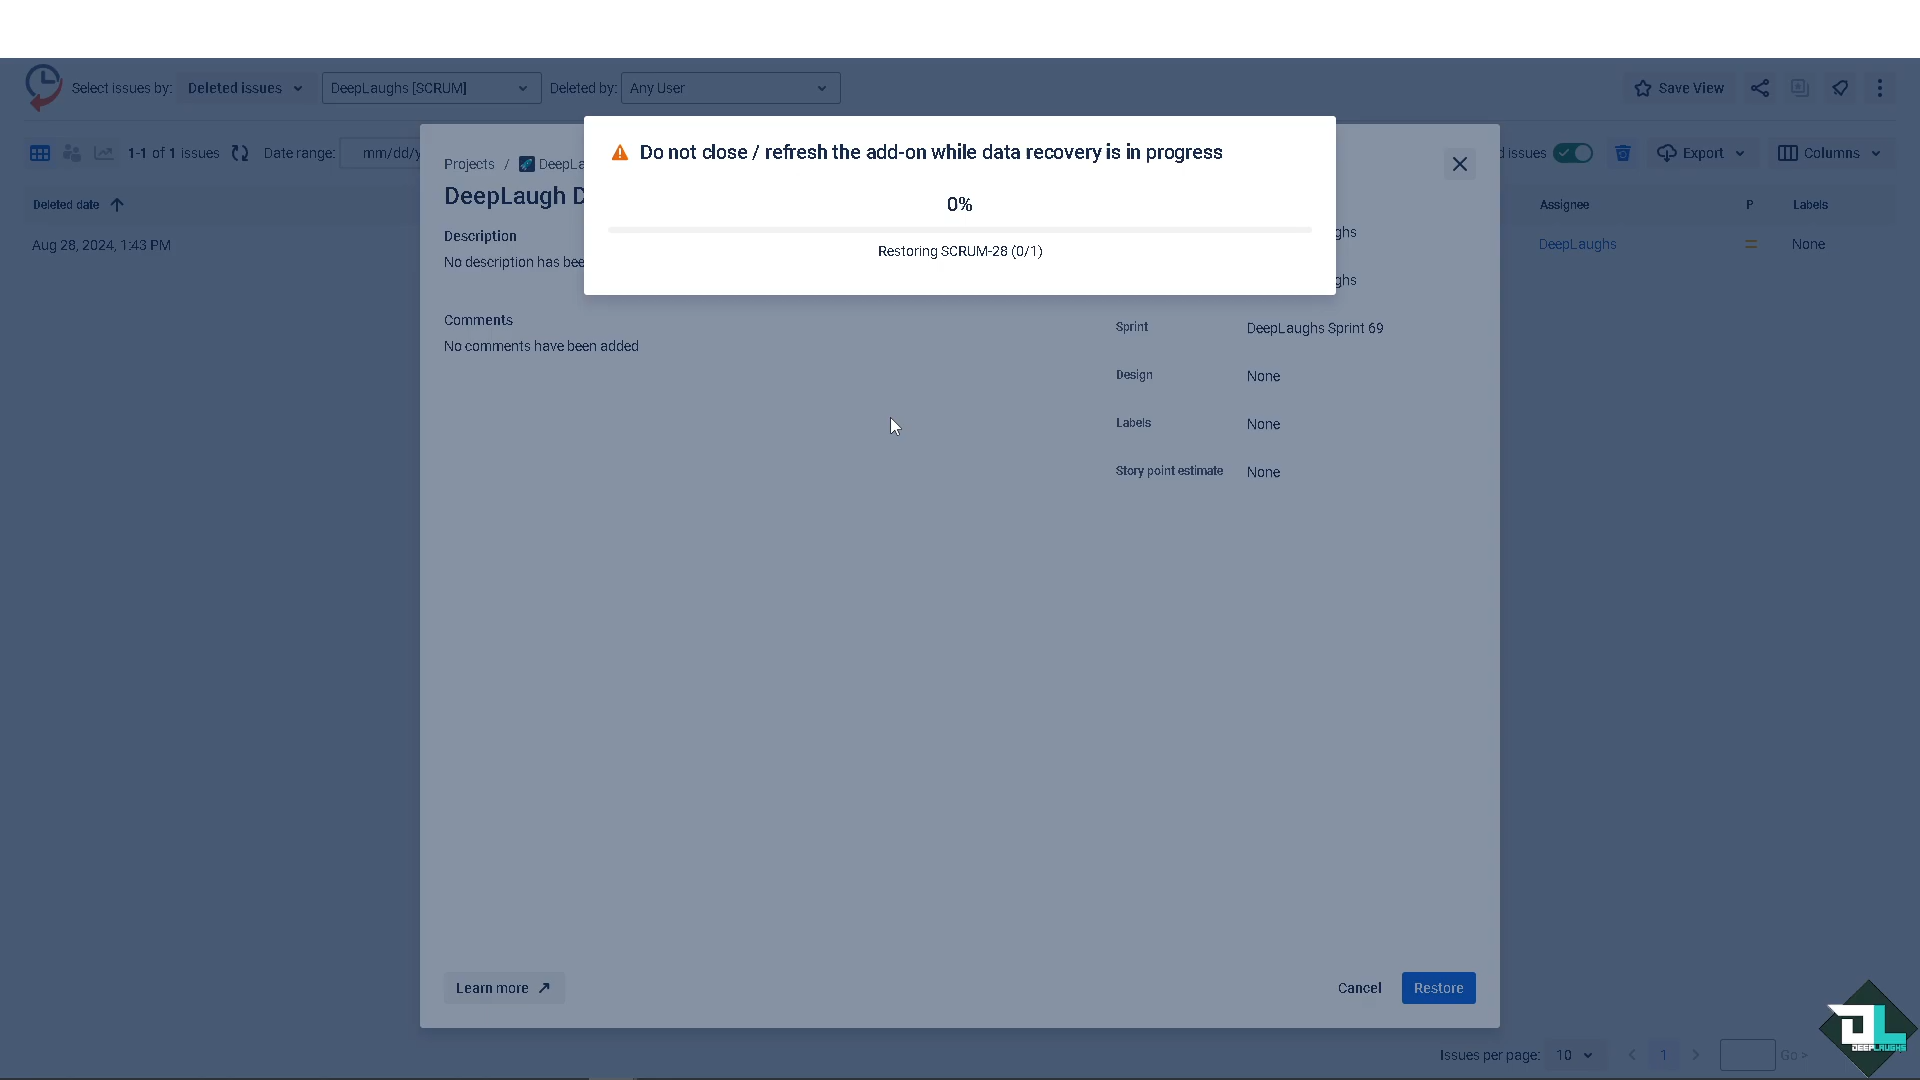 Select issues by: Deleted issues DeepLaughs [SCRUM] Deleted by: Any User Save View
Do not close / refresh the add-on while data recovery is in progress
0%
Restoring SCRUM-28 (0/1)
1-1 of 1 issues Date range: mm/dd/y
d issues Export Columns
Projects / DeepLa
DeepLaugh D
Deleted date Assignee P Labels
Aug 28, 2024, 1:43 PM DeepLaughs None
Description
No description has bee
ghs
ghs
Comments
No comments have been added
Sprint DeepLaughs Sprint 69
Design None
Labels None
Story point estimate None
Learn more Cancel Restore
Issues per page: 10 < 1 > Go >
DL
DEEPLAUGHS